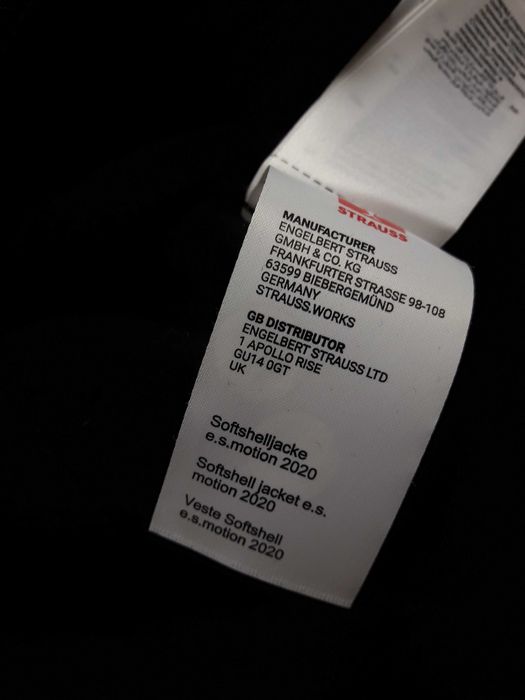 STRAUSS
MANUFACTURER
ENGELBERT STRAUSS
GMBH & CO. KG
FRANKFURTER STRASSE 98-108
63599 BIEBERGEMÜND
GERMANY
STRAUSS.WORKS
GB DISTRIBUTOR
ENGELBERT STRAUSS LTD
1 APOLLO RISE
GU14 0GT
UK
Softshelljacke
e.s.motion 2020
Softshell jacket e.s.
motion 2020
Veste Softshell
e.s.motion 2020